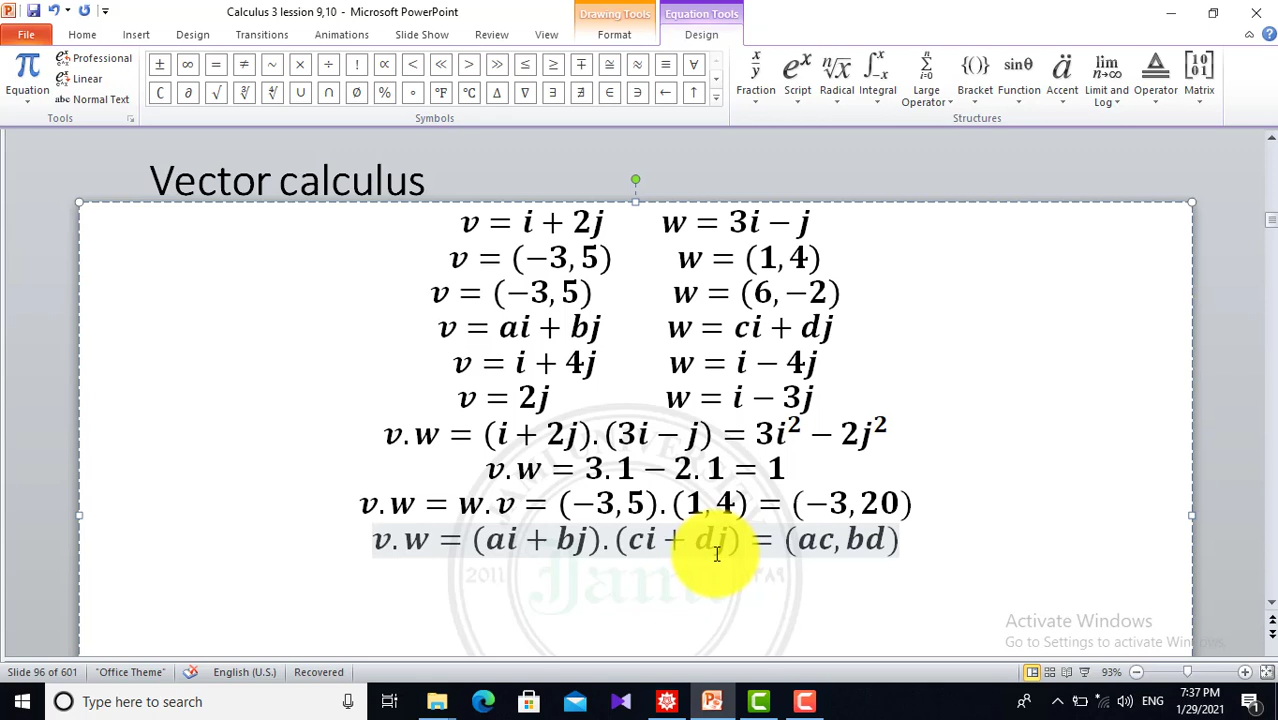 Calculus 3 lession 9,10 - Microsoft PowerPoint
Drawing Tools
Equation Tools
File Home Insert Design Transitions Animations Slide Show Review View Format Design
π Equation
Professional
Linear
abc Normal Text
Tools
± ∞ = ≠ ~ × ÷ ! ∝ < ≪ > ≫ ≤ ≥ ∓ ≅ ≈ ≡ ∀
∁ ∂ √ ∛ ∜ ∪ ∩ ∅ % ° ℉ ℃ ∆ ∇ ∃ ∄ ∈ ∋ ← ↑
Symbols
Fraction Script Radical Integral Large Operator Bracket Function Accent Limit and Log Operator Matrix
Structures
Vector calculus
v = i + 2j w = 3i − j
v = (−3, 5) w = (1, 4)
v = (−3, 5) w = (6, −2)
v = ai + bj w = ci + dj
v = i + 4j w = i − 4j
v = 2j w = i − 3j
v.w = (i + 2j).(3i − j) = 3i² − 2j²
v.w = 3.1 − 2.1 = 1
v.w = w.v = (−3, 5).(1, 4) = (−3, 20)
v.w = (ai + bj).(ci + dj) = (ac, bd)
2011 Jami ١٣٨٩
Activate Windows
Go to Settings to activate Windows.
Slide 96 of 601 "Office Theme" English (U.S.) Recovered 93%
Type here to search
ENG
7:37 PM
1/29/2021